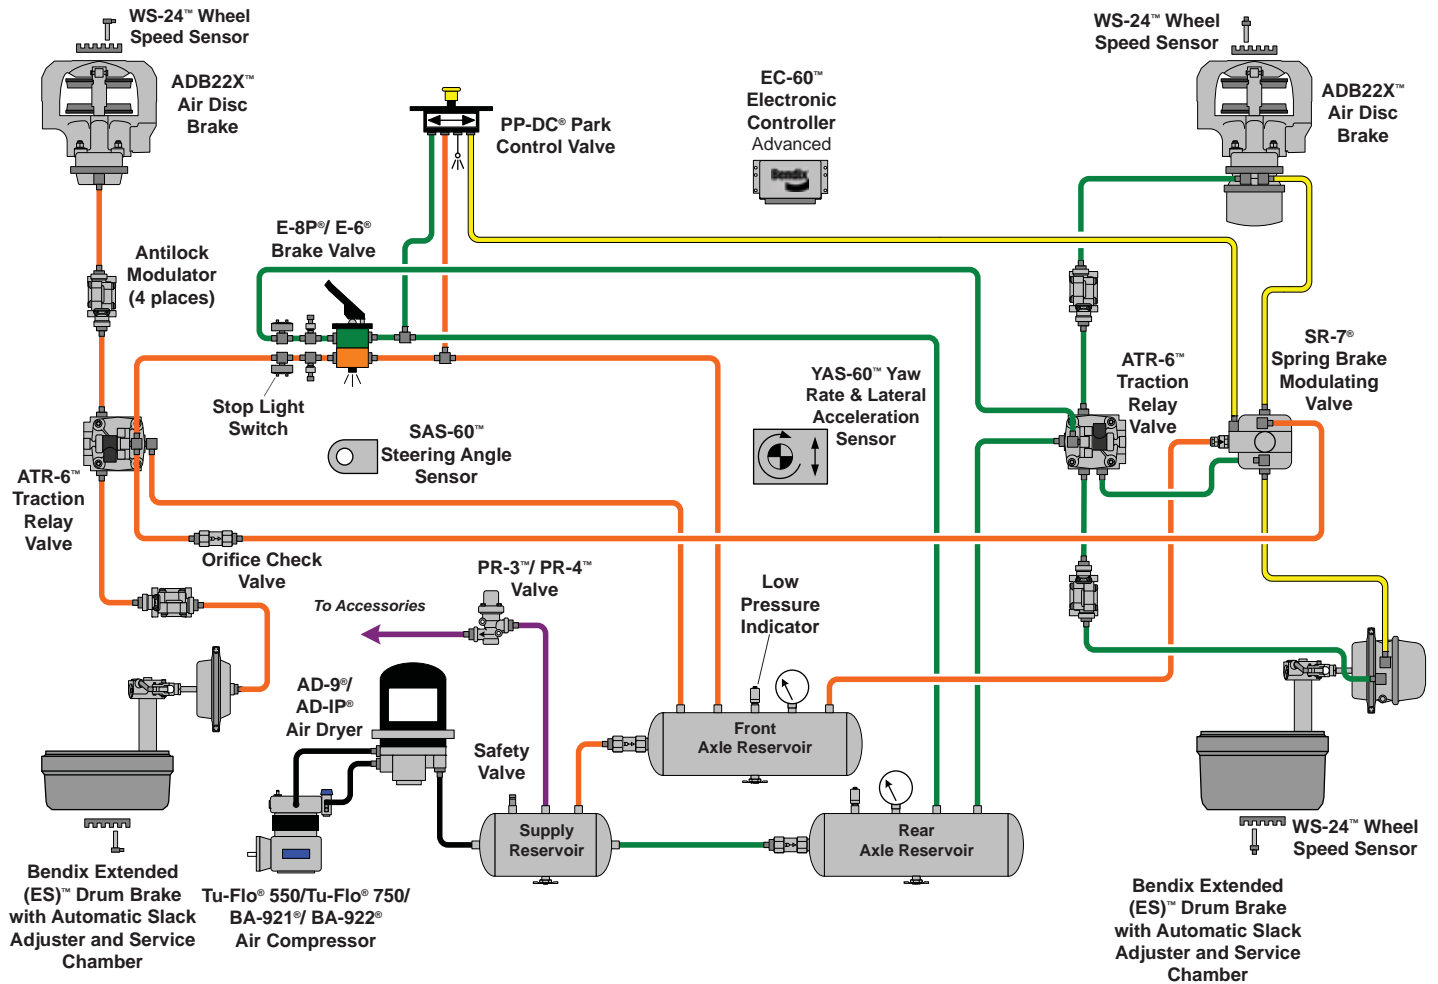 WS-24™ Wheel
Speed Sensor
ADB22X™
Air Disc
Brake
PP-DC® Park
Control Valve
EC-60™
Electronic
Controller
Advanced
Bendix
WS-24™ Wheel
Speed Sensor
ADB22X™
Air Disc
Brake
E-8P®/ E-6®
Brake Valve
Antilock
Modulator
(4 places)
Stop Light
Switch
SAS-60™
Steering Angle
Sensor
YAS-60™ Yaw
Rate & Lateral
Acceleration
Sensor
ATR-6™
Traction
Relay
Valve
SR-7®
Spring Brake
Modulating
Valve
ATR-6™
Traction
Relay
Valve
Orifice Check
Valve
PR-3™/ PR-4™
Valve
To Accessories
Low
Pressure
Indicator
AD-9®/
AD-IP®
Air Dryer
Safety
Valve
Front
Axle Reservoir
Supply
Reservoir
Rear
Axle Reservoir
Bendix Extended
(ES)™ Drum Brake
with Automatic Slack
Adjuster and Service
Chamber
Tu-Flo® 550/Tu-Flo® 750/
BA-921®/ BA-922®
Air Compressor
WS-24™ Wheel
Speed Sensor
Bendix Extended
(ES)™ Drum Brake
with Automatic Slack
Adjuster and Service
Chamber